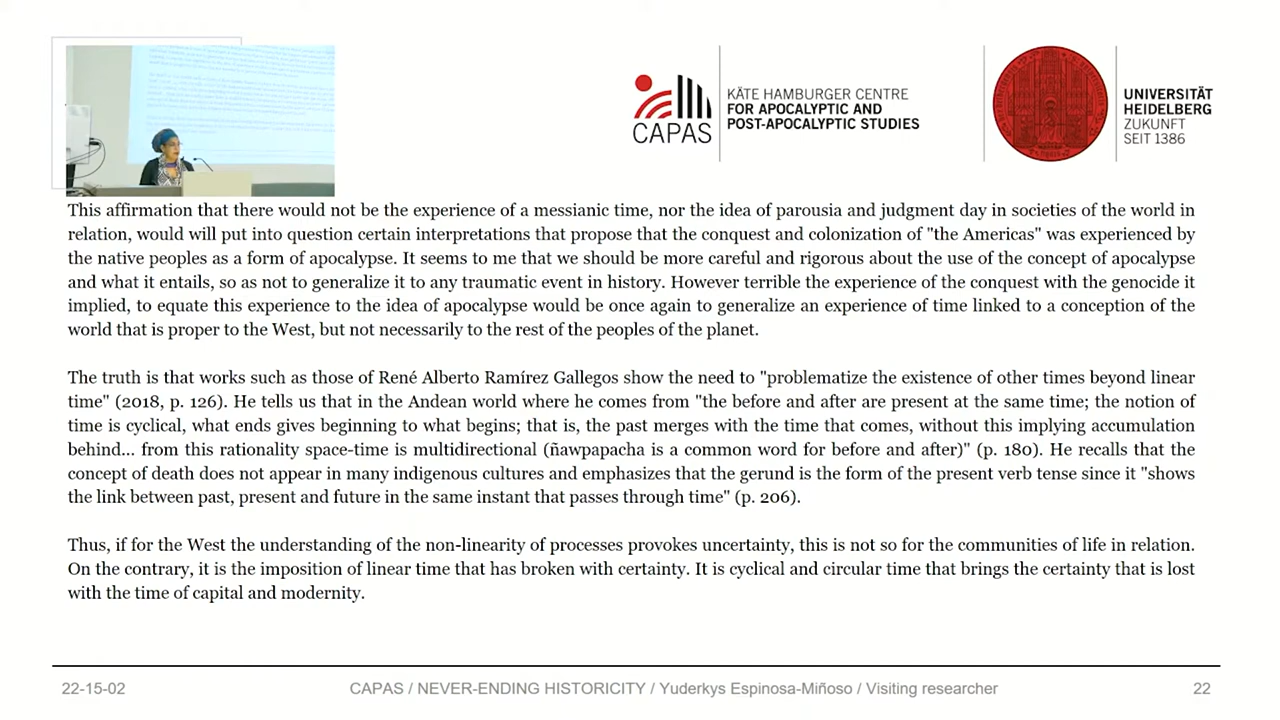 CAPAS
KÄTE HAMBURGER CENTRE
FOR APOCALYPTIC AND
POST-APOCALYPTIC STUDIES
UNIVERSITÄT
HEIDELBERG
ZUKUNFT
SEIT 1386
This affirmation that there would not be the experience of a messianic time, nor the idea of parousia and judgment day in societies of the world in
relation, would will put into question certain interpretations that propose that the conquest and colonization of "the Americas" was experienced by
the native peoples as a form of apocalypse. It seems to me that we should be more careful and rigorous about the use of the concept of apocalypse
and what it entails, so as not to generalize it to any traumatic event in history. However terrible the experience of the conquest with the genocide it
implied, to equate this experience to the idea of apocalypse would be once again to generalize an experience of time linked to a conception of the
world that is proper to the West, but not necessarily to the rest of the peoples of the planet.
The truth is that works such as those of René Alberto Ramírez Gallegos show the need to "problematize the existence of other times beyond linear
time" (2018, p. 126). He tells us that in the Andean world where he comes from "the before and after are present at the same time; the notion of
time is cyclical, what ends gives beginning to what begins; that is, the past merges with the time that comes, without this implying accumulation
behind... from this rationality space-time is multidirectional (ñawpapacha is a common word for before and after)" (p. 180). He recalls that the
concept of death does not appear in many indigenous cultures and emphasizes that the gerund is the form of the present verb tense since it "shows
the link between past, present and future in the same instant that passes through time" (p. 206).
Thus, if for the West the understanding of the non-linearity of processes provokes uncertainty, this is not so for the communities of life in relation.
On the contrary, it is the imposition of linear time that has broken with certainty. It is cyclical and circular time that brings the certainty that is lost
with the time of capital and modernity.
22-15-02
CAPAS / NEVER-ENDING HISTORICITY / Yuderkys Espinosa-Miñoso / Visiting researcher
22